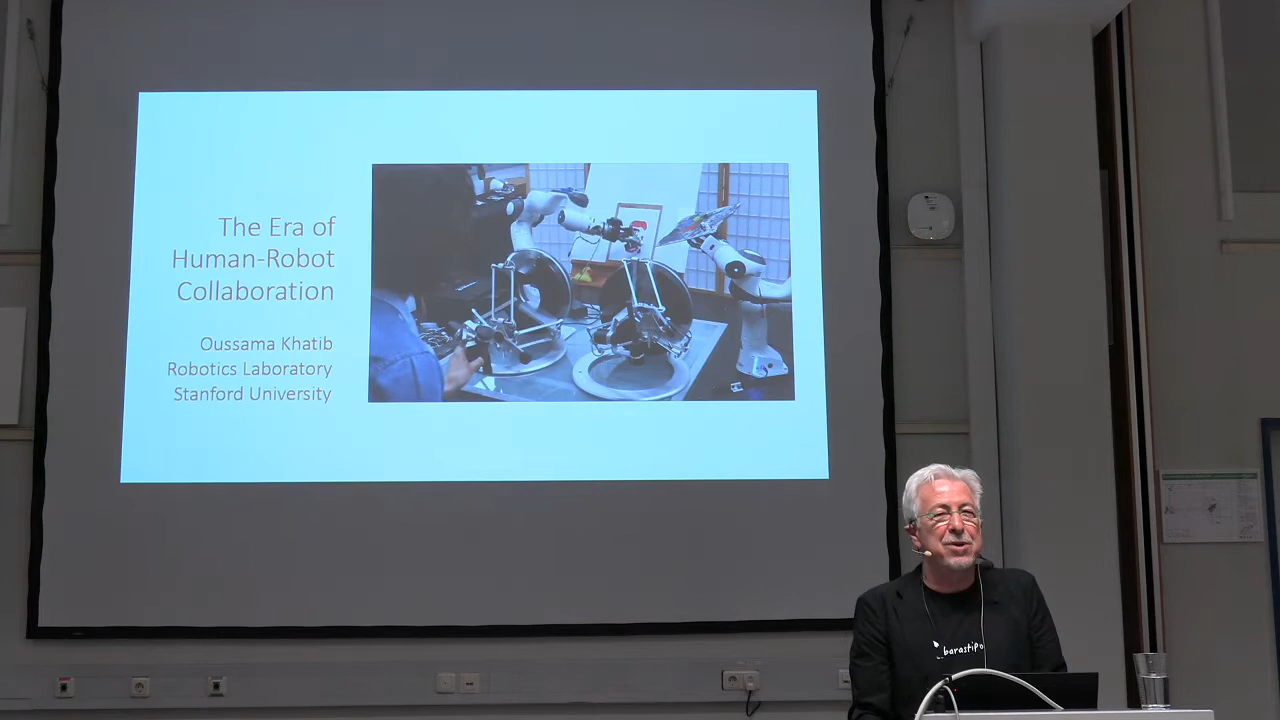 The Era of
Human-Robot
Collaboration
Oussama Khatib
Robotics Laboratory
Stanford University
barastipo